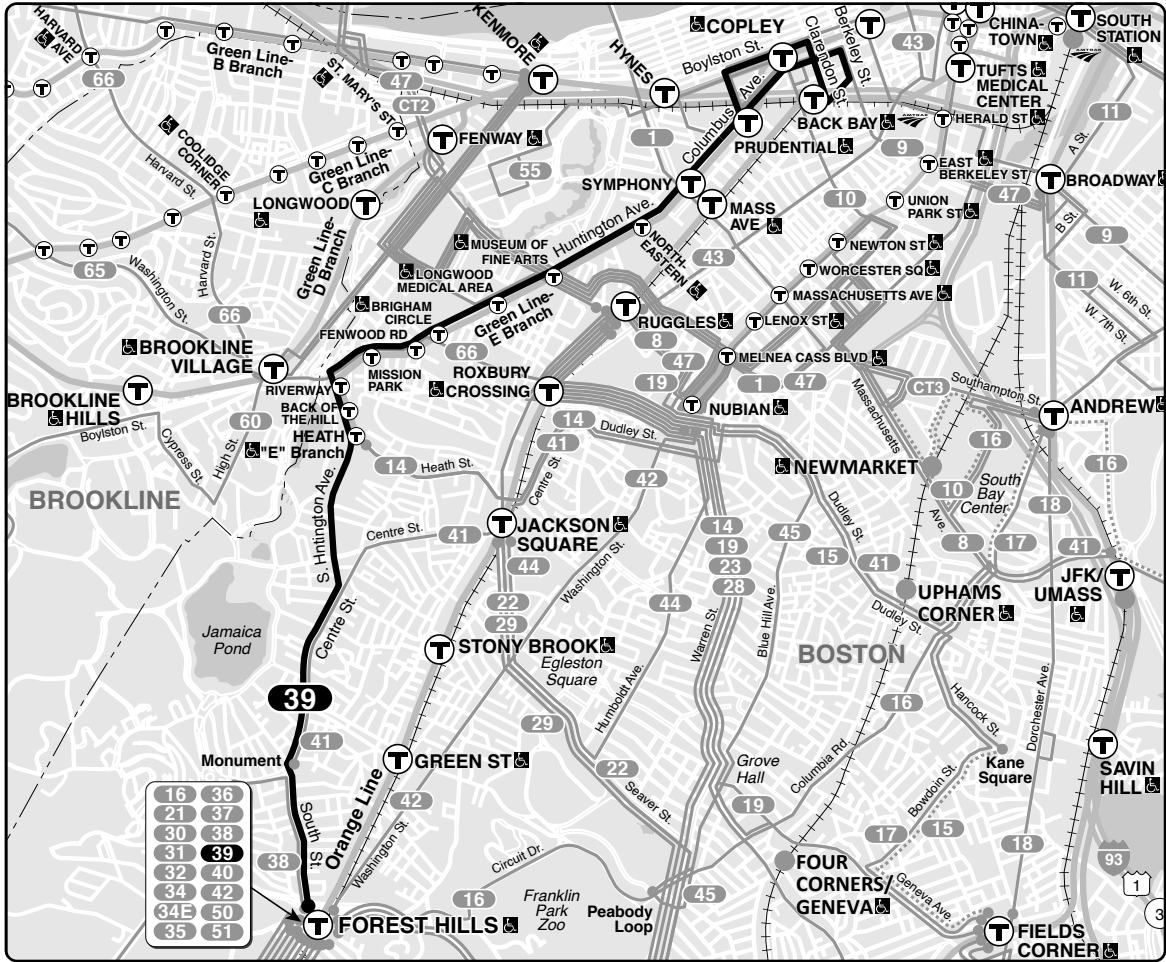 HARVARD
AVE
66
Green Line-
B Branch
ST. MARY'S ST.
47
CT2
KENMORE
HYNES
COPLEY
Boylston St.
Clarendon St.
Berkeley St.
43
CHINA-
TOWN
SOUTH
STATION
AMTRAK
TUFTS
MEDICAL
CENTER
11
A St.
COOLIDGE
CORNER
Harvard St.
Green Line-
C Branch
FENWAY
55
1
Columbus
Ave.
PRUDENTIAL
BACK BAY
AMTRAK
9
HERALD ST
EAST
BERKELEY ST
47
BROADWAY
LONGWOOD
SYMPHONY
MASS
AVE
10
UNION
PARK ST
B St.
9
Green Line-
D Branch
Huntington Ave.
NORTH-
EASTERN
43
NEWTON ST
WORCESTER SQ
MASSACHUSETTS AVE
11
W. 6th St.
W. 7th St.
65
Washington St.
Harvard St.
66
MUSEUM OF
FINE ARTS
LONGWOOD
MEDICAL AREA
BRIGHAM
CIRCLE
FENWOOD RD
Green Line-
E Branch
RUGGLES
LENOX ST
8
47
19
MELNEA CASS BLVD
1
47
BROOKLINE
VILLAGE
RIVERWAY
MISSION
PARK
66
ROXBURY
CROSSING
NUBIAN
Massachusetts
Ave.
CT3
Southampton St.
ANDREW
BROOKLINE
HILLS
Boylston St.
Cypress St.
High St.
60
BACK OF
THE HILL
HEATH
"E" Branch
14
Heath St.
14
41
Dudley St.
Centre St.
42
NEWMARKET
16
10
South
Bay
Center
16
18
BROOKLINE
S. Hntington Ave.
Centre St.
41
JACKSON
SQUARE
44
Washington St.
14
19
23
28
45
Dudley St.
15
41
8
17
41
JFK/
UMASS
22
29
44
UPHAMS
CORNER
Dudley St.
Jamaica
Pond
Centre St.
STONY BROOK
Egleston
Square
Humboldt Ave.
Warren St.
Blue Hill Ave.
BOSTON
16
Hancock St.
Dorchester Ave.
39
41
Monument
GREEN ST
29
22
Seaver St.
Grove
Hall
Columbia Rd.
19
Kane
Square
SAVIN
HILL
16 36
21 37
30 38
31 39
32 40
34 42
34E 50
35 51
South St.
38
Orange Line
42
Washington St.
Bowdoin St.
17
15
18
93
1
3
Circuit Dr.
16
FOREST HILLS
Franklin
Park
Zoo
Peabody
Loop
45
FOUR
CORNERS/
GENEVA
Geneva Ave.
FIELDS
CORNER